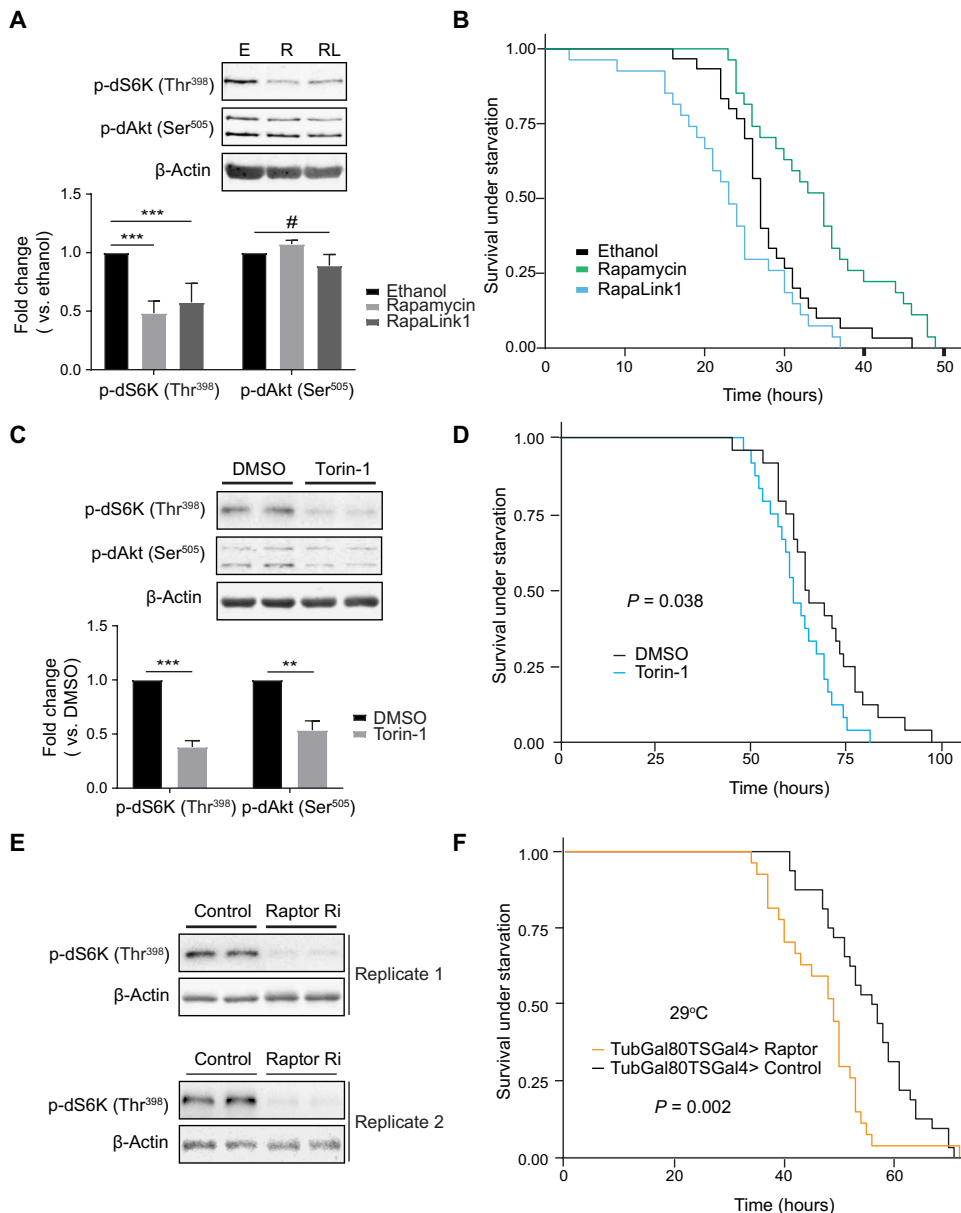 A
E R RL
p-dS6K (Thr³⁹⁸)
p-dAkt (Ser⁵⁰⁵)
β-Actin
1.5
1.0
0.5
0.0
Fold change
( vs. ethanol)
***
***
#
Ethanol
Rapamycin
RapaLink1
p-dS6K (Thr³⁹⁸) p-dAkt (Ser⁵⁰⁵)
B
1.00
0.75
0.50
0.25
0.00
Survival under starvation
Ethanol
Rapamycin
RapaLink1
0 10 20 30 40 50
Time (hours)
C
DMSO Torin-1
p-dS6K (Thr³⁹⁸)
p-dAkt (Ser⁵⁰⁵)
β-Actin
1.5
1.0
0.5
0.0
Fold change
( vs. DMSO)
***
**
DMSO
Torin-1
p-dS6K (Thr³⁹⁸) p-dAkt (Ser⁵⁰⁵)
D
1.00
0.75
0.50
0.25
0.00
Survival under starvation
P = 0.038
DMSO
Torin-1
0 25 50 75 100
Time (hours)
E
Control Raptor Ri
p-dS6K (Thr³⁹⁸)
β-Actin
Replicate 1
Control Raptor Ri
p-dS6K (Thr³⁹⁸)
β-Actin
Replicate 2
F
1.00
0.75
0.50
0.25
0.00
Survival under starvation
29°C
TubGal80TSGal4> Raptor
TubGal80TSGal4> Control
P = 0.002
0 20 40 60
Time (hours)